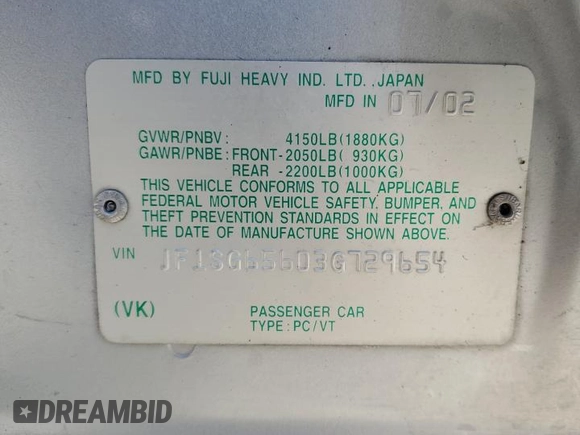 MFD BY FUJI HEAVY IND. LTD.,JAPAN
MFD IN 07/02
GVWR/PNBV: 4150LB(1880KG)
GAWR/PNBE: FRONT-2050LB( 930KG)
REAR -2200LB(1000KG)
THIS VEHICLE CONFORMS TO ALL APPLICABLE
FEDERAL MOTOR VEHICLE SAFETY, BUMPER, AND
THEFT PREVENTION STANDARDS IN EFFECT ON
THE DATE OF MANUFACTURE SHOWN ABOVE.
VIN JF1SG65603G729654
(VK) PASSENGER CAR
TYPE:PC/VT
DREAMBID